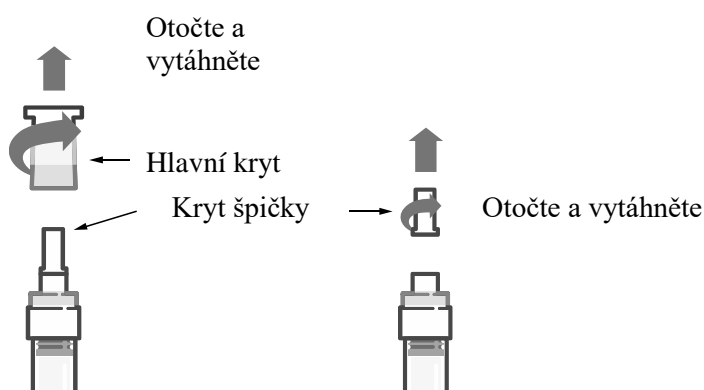 Otočte a
vytáhněte
Hlavní kryt
Kryt špičky
Otočte a vytáhněte